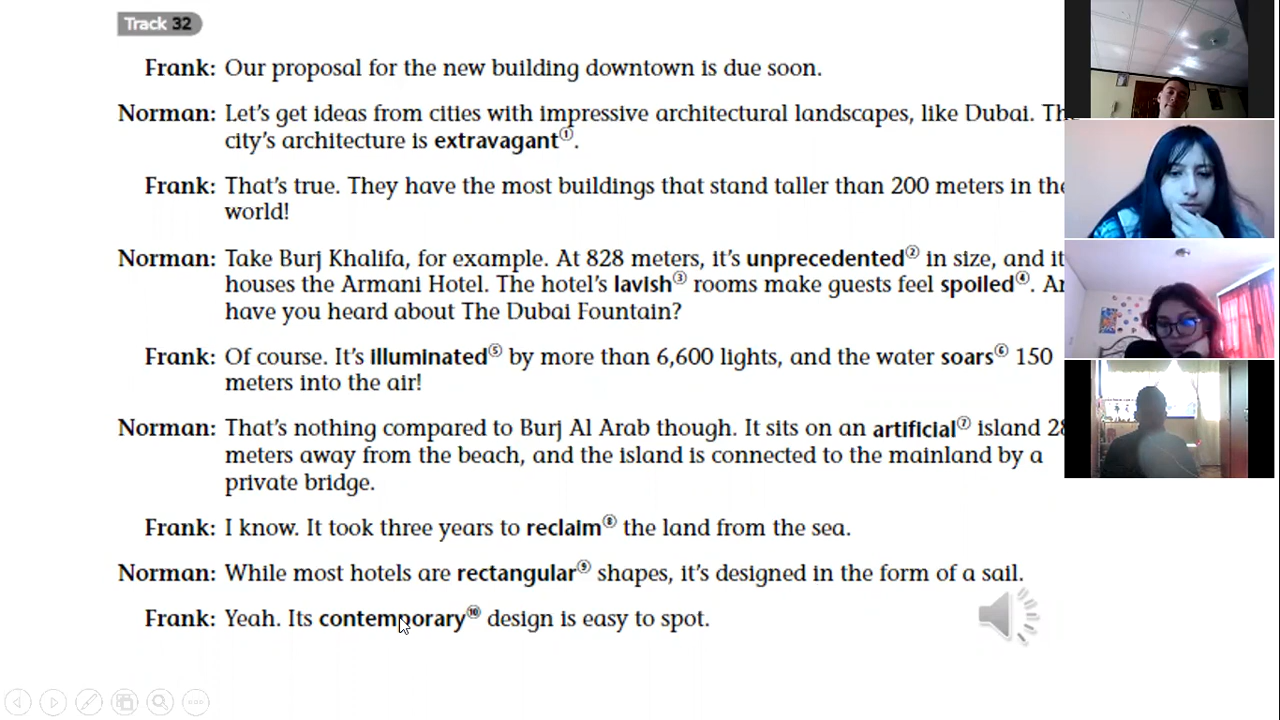 Track 32
Frank: Our proposal for the new building downtown is due soon.
Norman: Let's get ideas from cities with impressive architectural landscapes, like Dubai.
city's architecture is extravagant①.
Frank: That's true. They have the most buildings that stand taller than 200 meters in the
world!
Norman: Take Burj Khalifa, for example. At 828 meters, it's unprecedented② in size, and it
houses the Armani Hotel. The hotel's lavish③ rooms make guests feel spoiled④.
have you heard about The Dubai Fountain?
Frank: Of course. It's illuminated⑤ by more than 6,600 lights, and the water soars⑥ 150
meters into the air!
Norman: That's nothing compared to Burj Al Arab though. It sits on an artificial⑦ island
meters away from the beach, and the island is connected to the mainland by a
private bridge.
Frank: I know. It took three years to reclaim⑧ the land from the sea.
Norman: While most hotels are rectangular⑨ shapes, it's designed in the form of a sail.
Frank: Yeah. Its contemporary⑩ design is easy to spot.